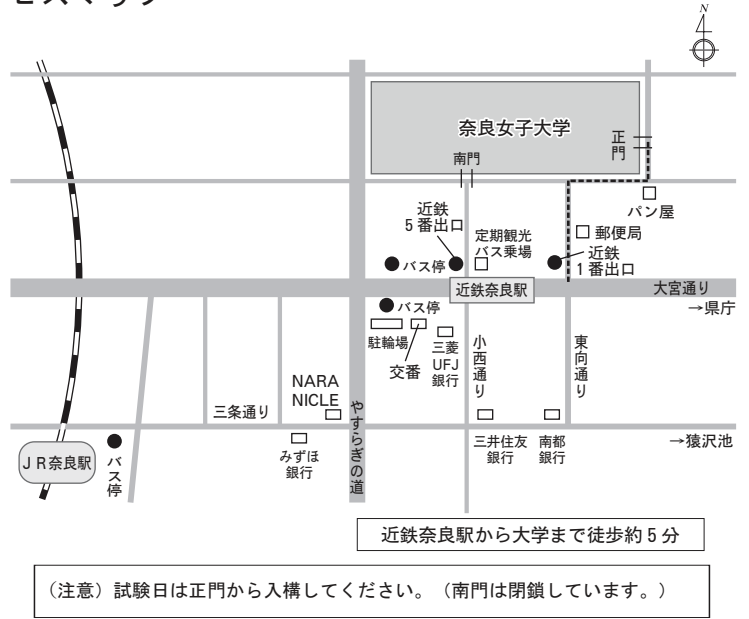 N
奈良女子大学
正門
南門
パン屋
近鉄
5番出口
定期観光
バス乗場
郵便局
近鉄
1番出口
バス停
近鉄奈良駅
大宮通り
→県庁
バス停
駐輪場
交番
三菱
UFJ
銀行
小西通り
東向通り
NARA
NICLE
三条通り
やすらぎの道
みずほ
銀行
三井住友
銀行
南都
銀行
→猿沢池
JR奈良駅
バス停
近鉄奈良駅から大学まで徒歩約5分
（注意）試験日は正門から入構してください。（南門は閉鎖しています。）